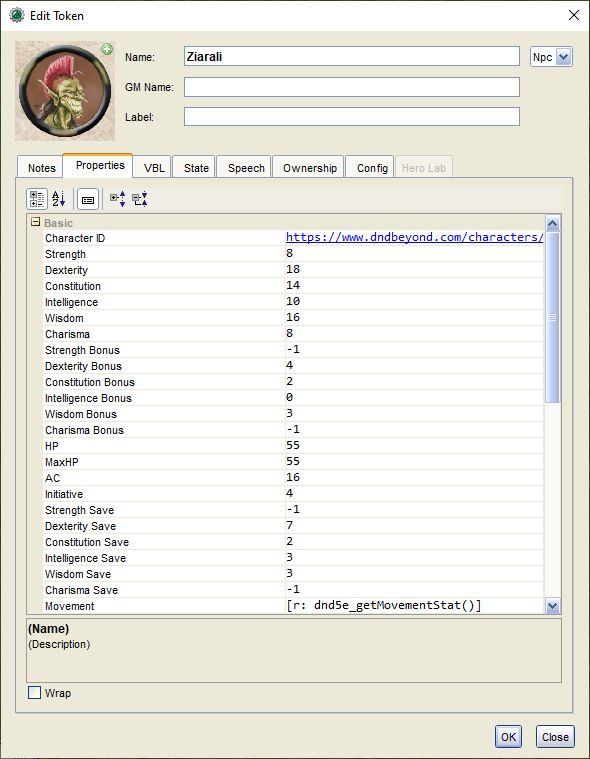 Edit Token
Name: Ziarali Npc
GM Name:
Label:
Notes Properties VBL State Speech Ownership Config Hero Lab
Basic
Character ID https://www.dndbeyond.com/characters/
Strength 8
Dexterity 18
Constitution 14
Intelligence 10
Wisdom 16
Charisma 8
Strength Bonus -1
Dexterity Bonus 4
Constitution Bonus 2
Intelligence Bonus 0
Wisdom Bonus 3
Charisma Bonus -1
HP 55
MaxHP 55
AC 16
Initiative 4
Strength Save -1
Dexterity Save 7
Constitution Save 2
Intelligence Save 3
Wisdom Save 3
Charisma Save -1
Movement [r: dnd5e_getMovementStat()]
(Name)
(Description)
Wrap
OK Close